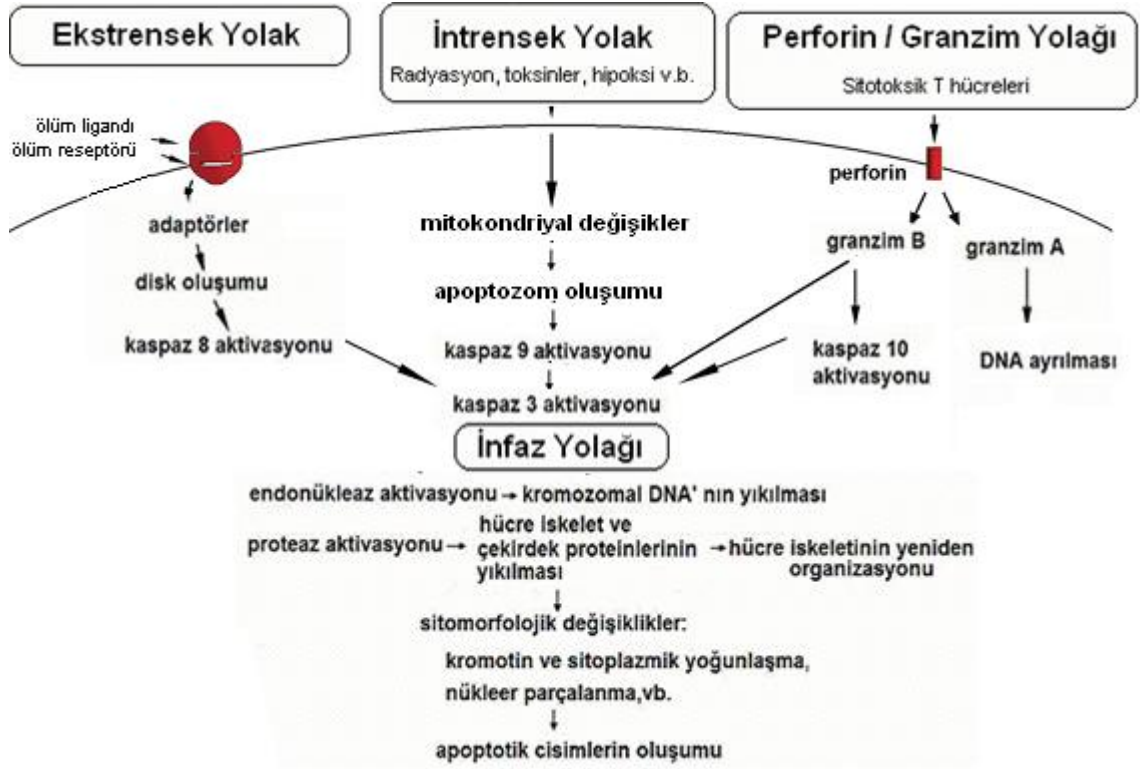 Ekstrensek Yolak
İntrensek Yolak
Radyasyon, toksinler, hipoksi v.b.
Perforin / Granzim Yolağı
Sitotoksik T hücreleri
ölüm ligandı
ölüm reseptörü
adaptörler
disk oluşumu
kaspaz 8 aktivasyonu
mitokondriyal değişikler
apoptozom oluşumu
kaspaz 9 aktivasyonu
kaspaz 3 aktivasyonu
perforin
granzim B
granzim A
kaspaz 10
aktivasyonu
DNA ayrılması
İnfaz Yolağı
endonükleaz aktivasyonu → kromozomal DNA' nın yıkılması
proteaz aktivasyonu →
hücre iskelet ve
çekirdek proteinlerinin
yıkılması
→ hücre iskeletinin yeniden
organizasyonu
sitomorfolojik değişiklikler:
kromotin ve sitoplazmik yoğunlaşma,
nükleer parçalanma,vb.
apoptotik cisimlerin oluşumu